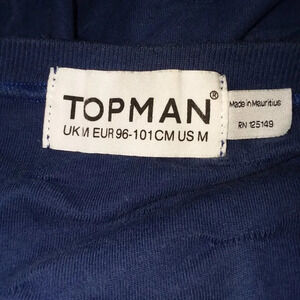 TOPMAN®
UK M EUR 96-101CM US M
Made in Mauritius
RN 125149